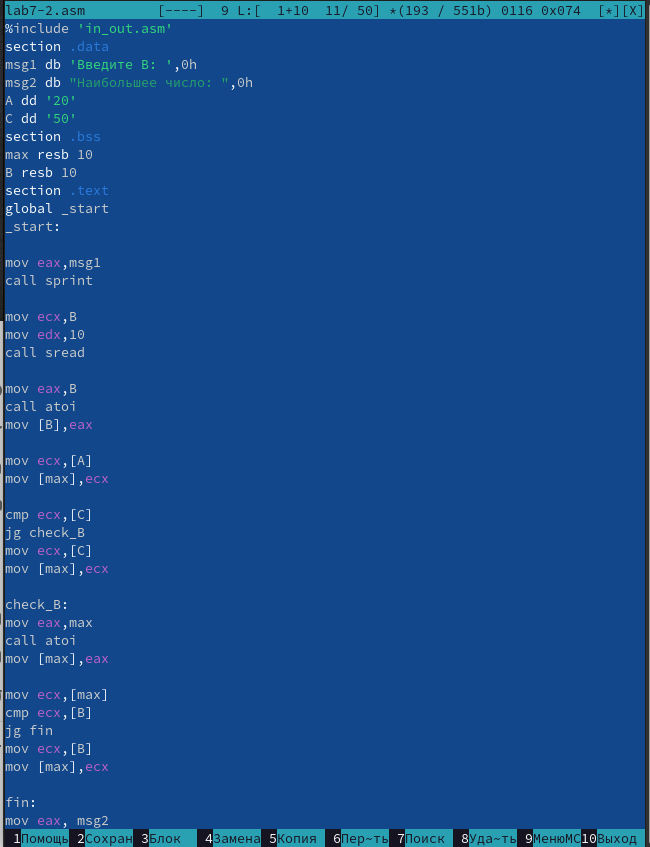 lab7-2.asm [----] 9 L:[ 1+10 11/ 50] *(193 / 551b) 0116 0x074 [*][X]
%include 'in_out.asm'
section .data
msg1 db 'Введите B: ',0h
msg2 db "Наибольшее число: ",0h
A dd '20'
C dd '50'
section .bss
max resb 10
B resb 10
section .text
global _start
_start:
mov eax,msg1
call sprint
mov ecx,B
mov edx,10
call sread
mov eax,B
call atoi
mov [B],eax
mov ecx,[A]
mov [max],ecx
cmp ecx,[C]
jg check_B
mov ecx,[C]
mov [max],ecx
check_B:
mov eax,max
call atoi
mov [max],eax
mov ecx,[max]
cmp ecx,[B]
jg fin
mov ecx,[B]
mov [max],ecx
fin:
mov eax, msg2
1Помощь 2Сохран 3Блок 4Замена 5Копия 6Пер~ть 7Поиск 8Уда~ть 9МенюMC 10Выход